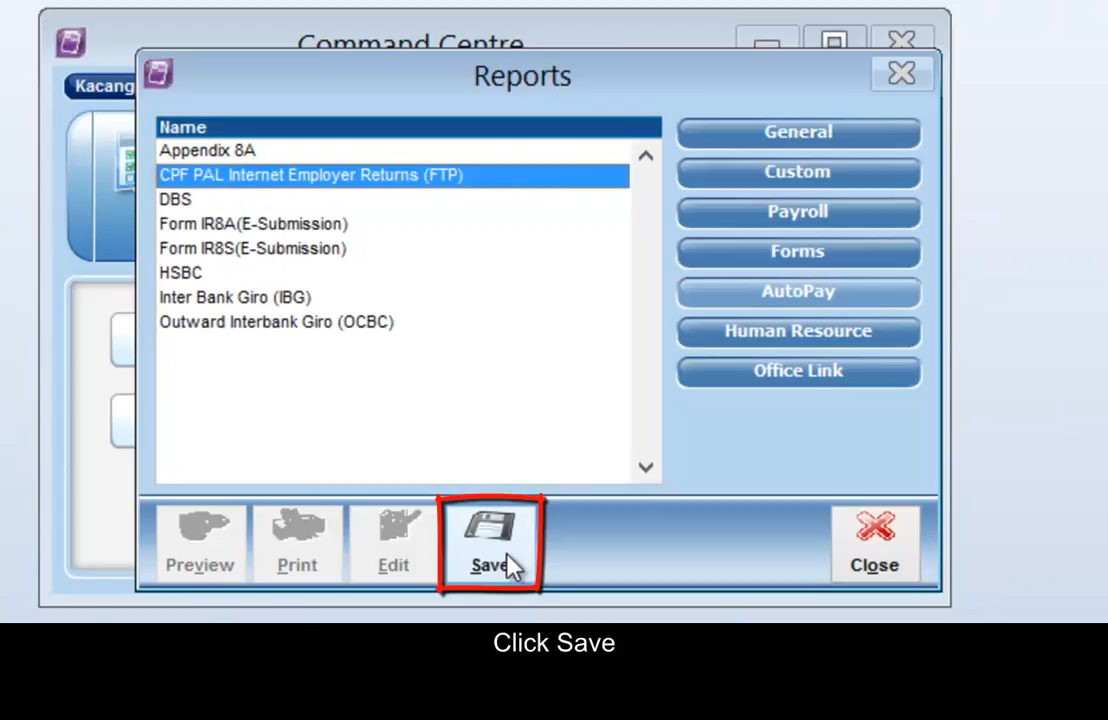 Command Centre
Kacang
Reports
Name
Appendix 8A
CPF PAL Internet Employer Returns (FTP)
DBS
Form IR8A(E-Submission)
Form IR8S(E-Submission)
HSBC
Inter Bank Giro (IBG)
Outward Interbank Giro (OCBC)
General
Custom
Payroll
Forms
AutoPay
Human Resource
Office Link
Preview
Print
Edit
Save
Close
Click Save